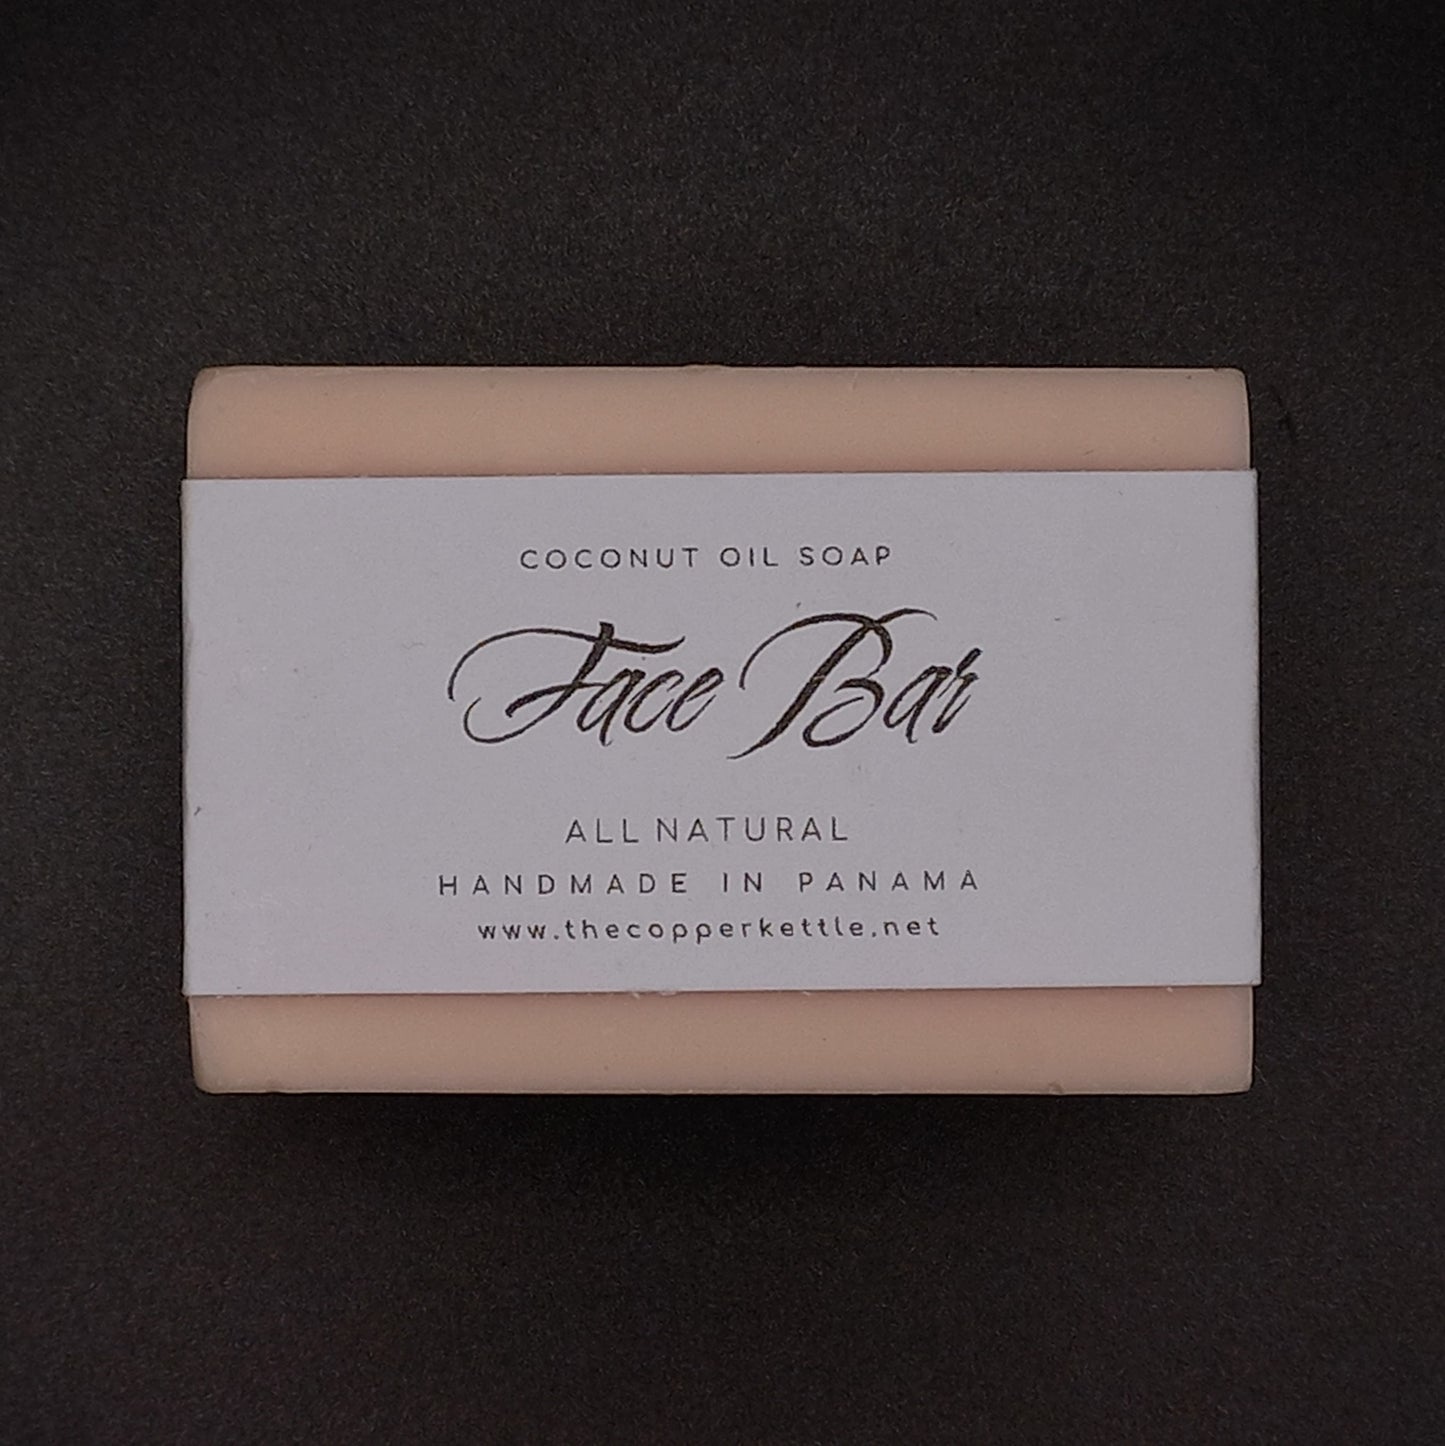 COCONUT OIL SOAP
Face Bar
ALL NATURAL
HANDMADE IN PANAMA
www.thecopperkettle.net